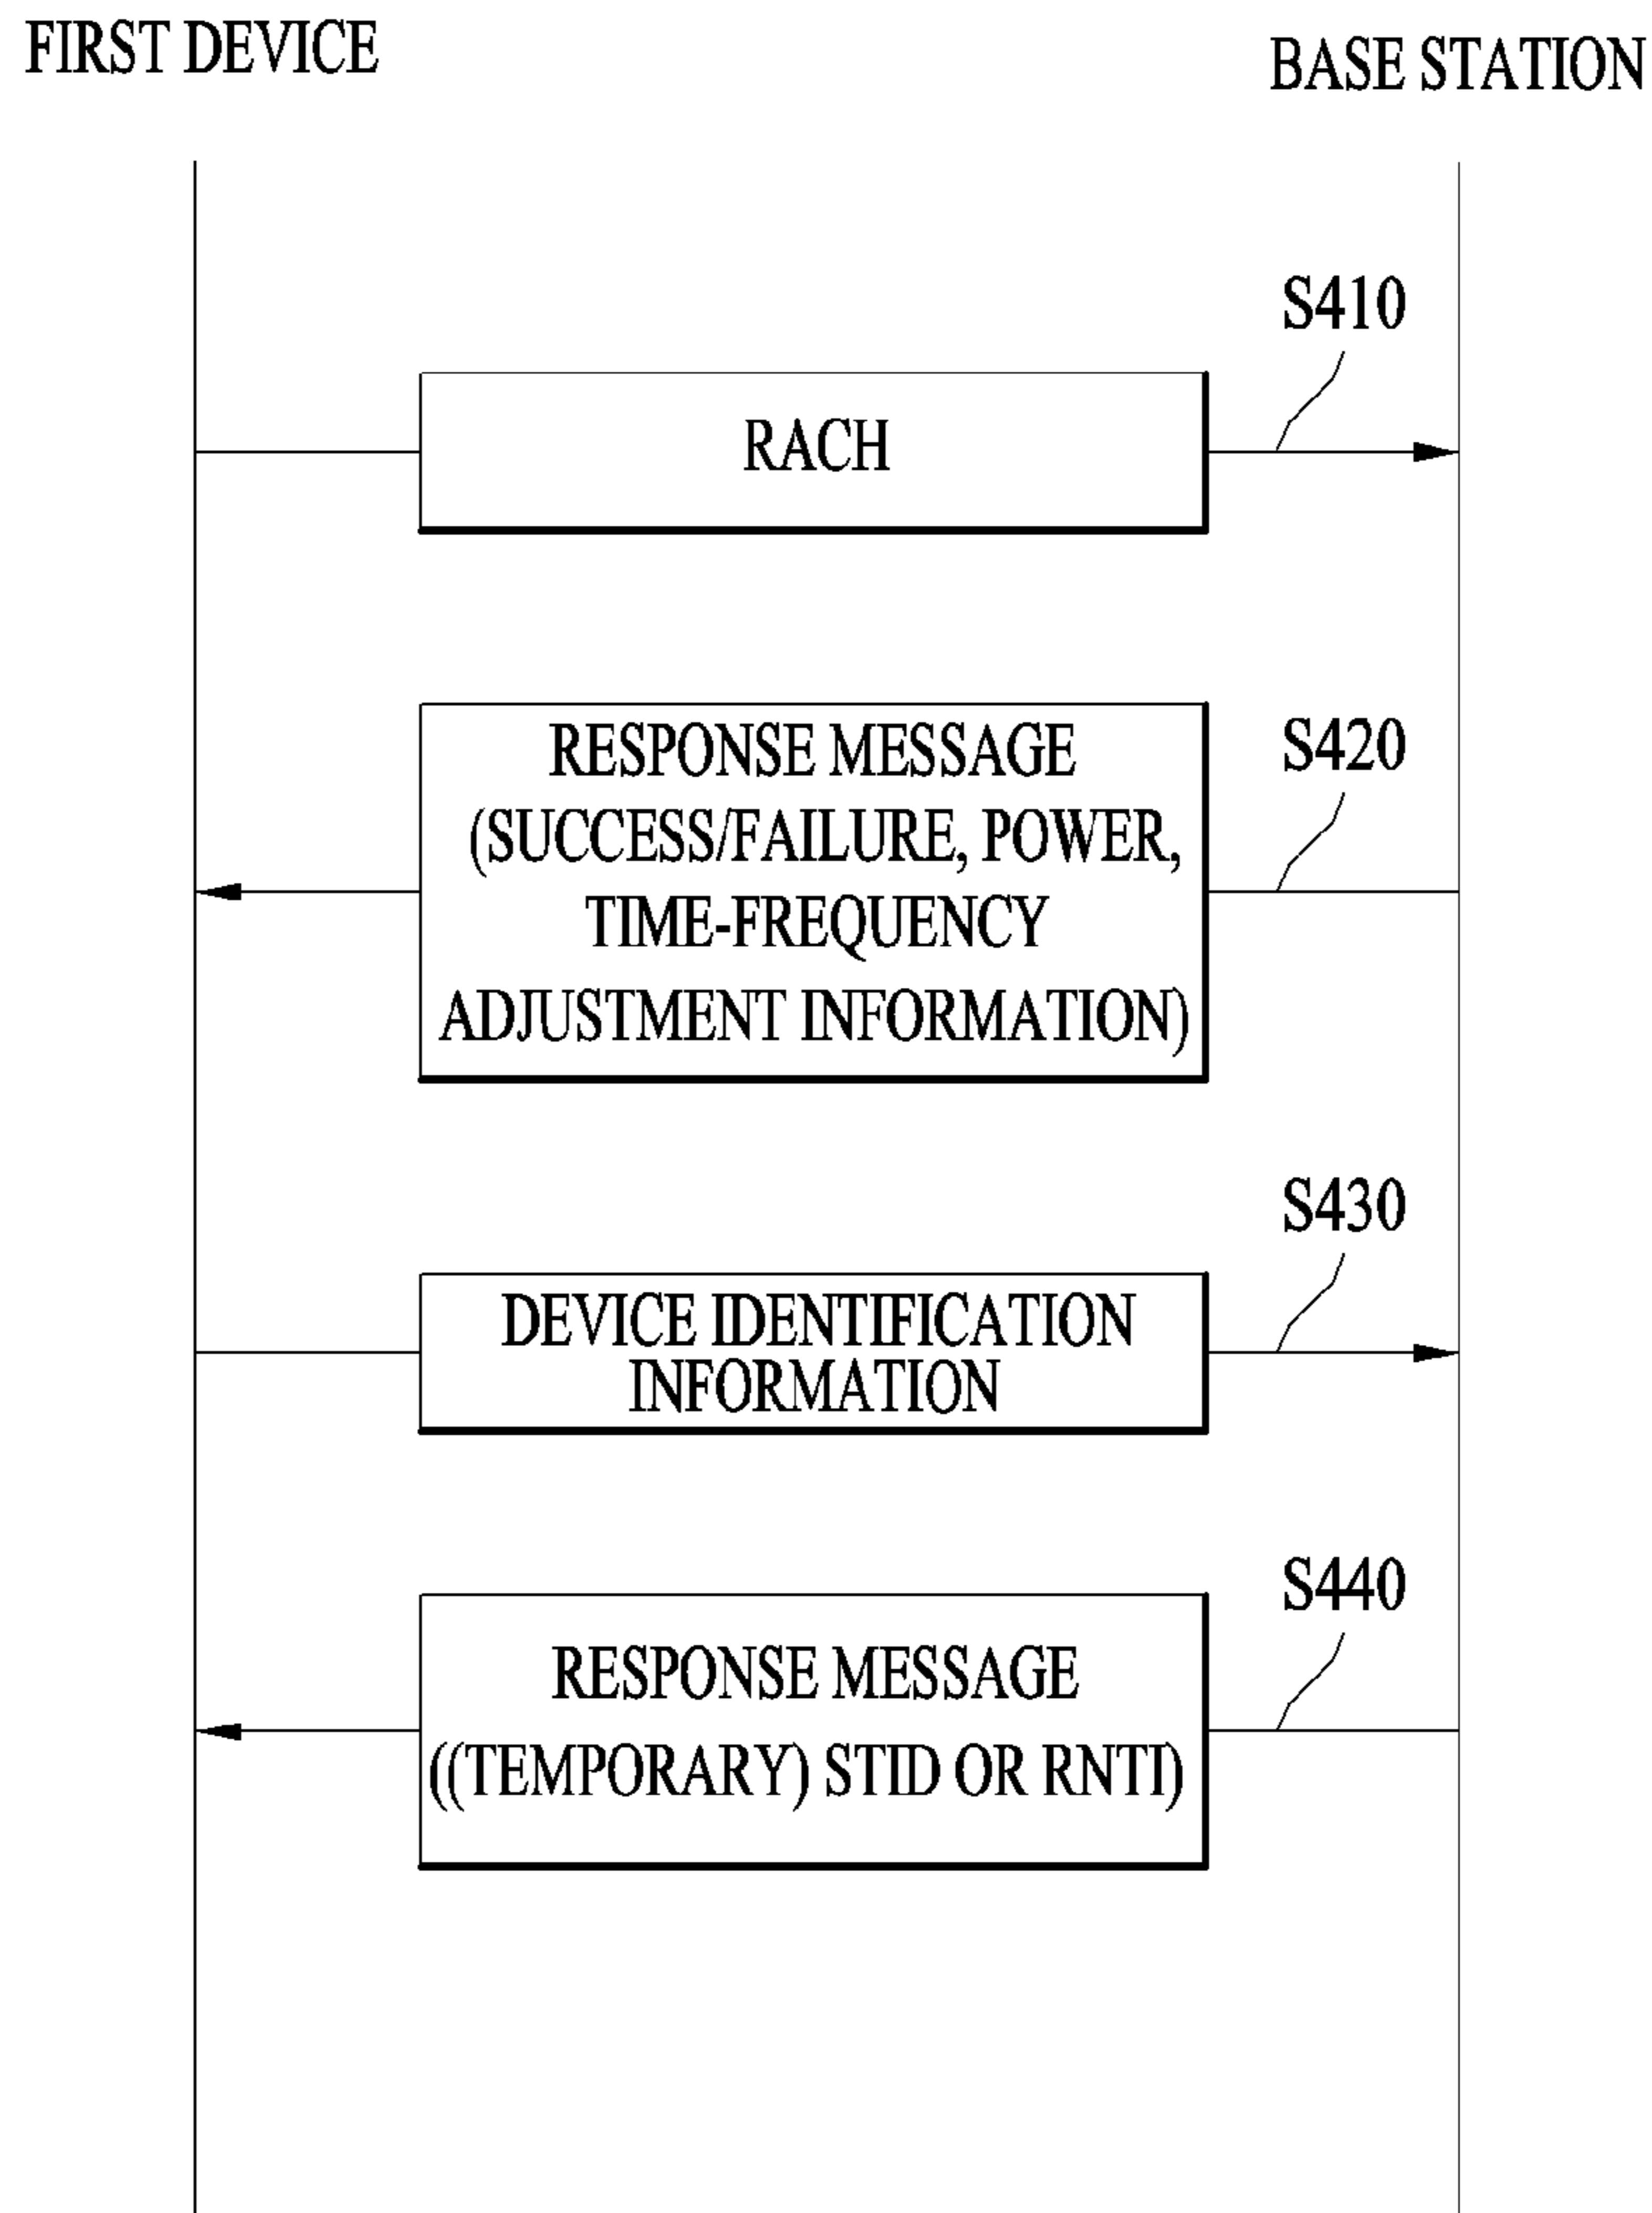 FIRST DEVICE
BASE STATION
S410
RACH
S420
RESPONSE MESSAGE
(SUCCESS/FAILURE, POWER,
TIME-FREQUENCY
ADJUSTMENT INFORMATION)
S430
DEVICE IDENTIFICATION
INFORMATION
S440
RESPONSE MESSAGE
((TEMPORARY) STID OR RNTI)